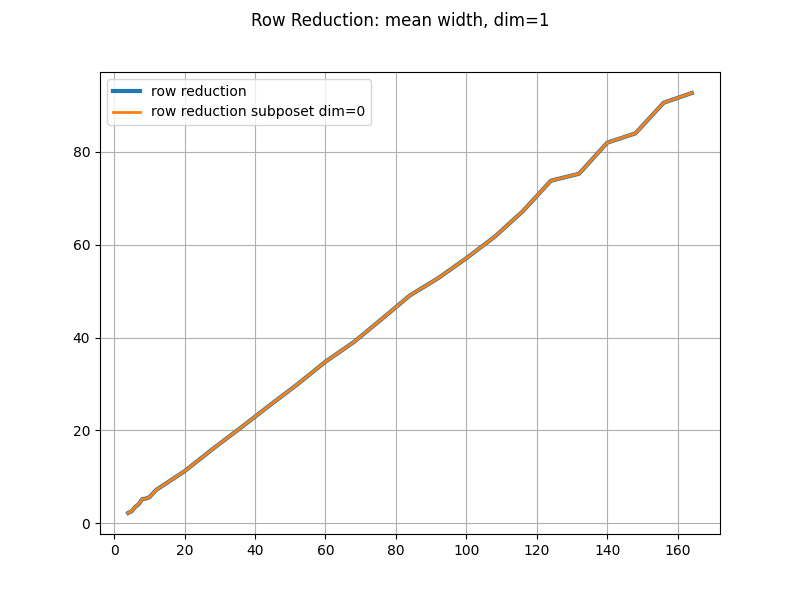 Row Reduction: mean width, dim=1
row reduction
row reduction subposet dim=0
80
60
40
20
0
0 20 40 60 80 100 120 140 160